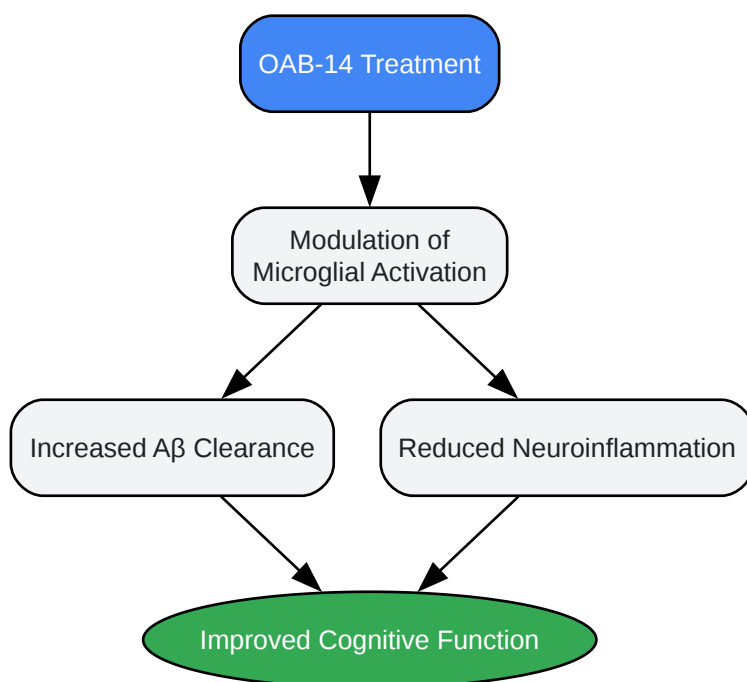 OAB-14 Treatment
Modulation of
Microglial Activation
Increased Aβ Clearance
Reduced Neuroinflammation
Improved Cognitive Function